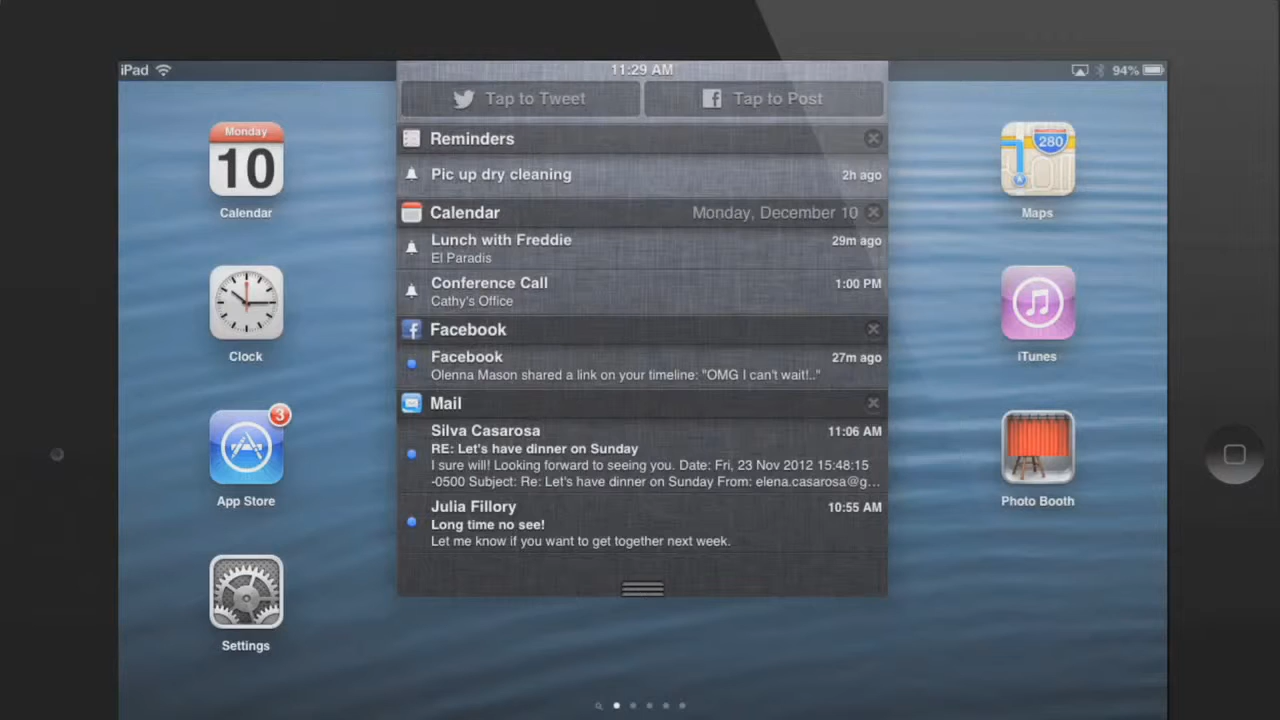 iPad
11:29 AM
94%
Tap to Tweet
Tap to Post
Reminders
Pic up dry cleaning
2h ago
Calendar
Monday, December 10
Lunch with Freddie
29m ago
El Paradis
Conference Call
1:00 PM
Cathy's Office
Facebook
Facebook
27m ago
Olenna Mason shared a link on your timeline: "OMG I can't wait!.."
Mail
Silva Casarosa
11:06 AM
RE: Let's have dinner on Sunday
I sure will! Looking forward to seeing you. Date: Fri, 23 Nov 2012 15:48:15
-0500 Subject: Re: Let's have dinner on Sunday From: elena.casarosa@g...
Julia Fillory
10:55 AM
Long time no see!
Let me know if you want to get together next week.
Monday
10
Calendar
Clock
3
App Store
Settings
280
Maps
iTunes
Photo Booth